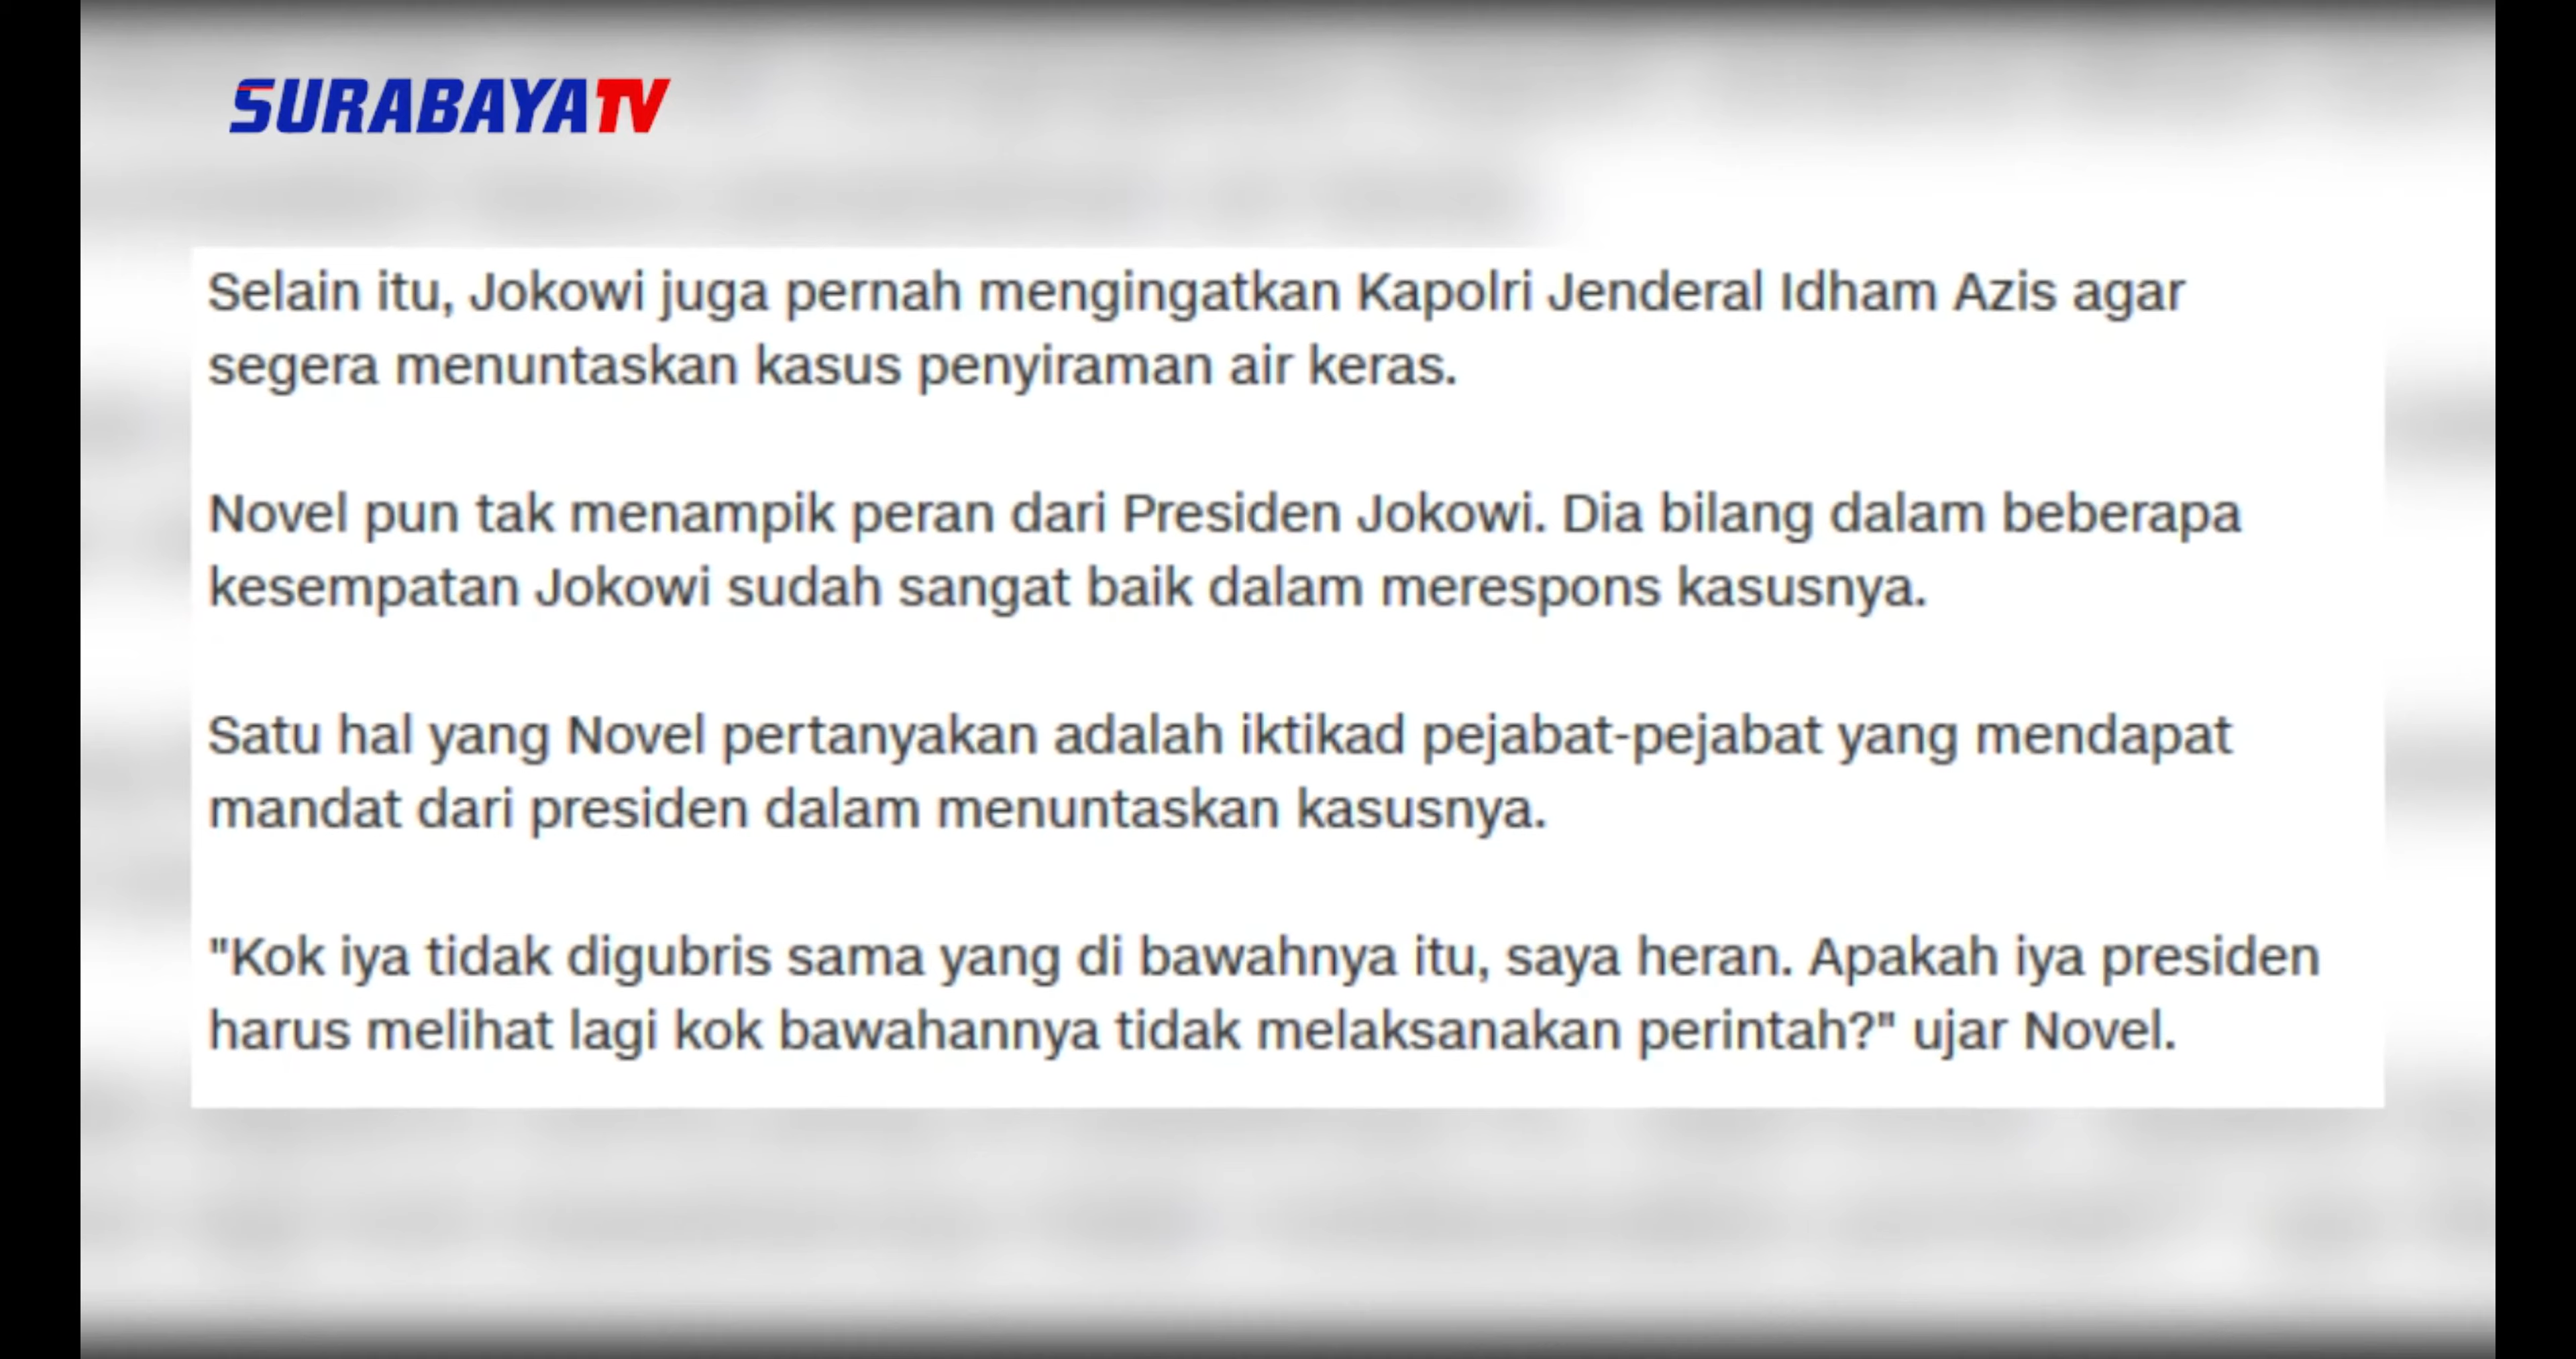 SURABAYATV
Selain itu, Jokowi juga pernah mengingatkan Kapolri Jenderal Idham Azis agar
segera menuntaskan kasus penyiraman air keras.
Novel pun tak menampik peran dari Presiden Jokowi. Dia bilang dalam beberapa
kesempatan Jokowi sudah sangat baik dalam merespons kasusnya.
Satu hal yang Novel pertanyakan adalah iktikad pejabat-pejabat yang mendapat
mandat dari presiden dalam menuntaskan kasusnya.
"Kok iya tidak digubris sama yang di bawahnya itu, saya heran. Apakah iya presiden
harus melihat lagi kok bawahannya tidak melaksanakan perintah?" ujar Novel.